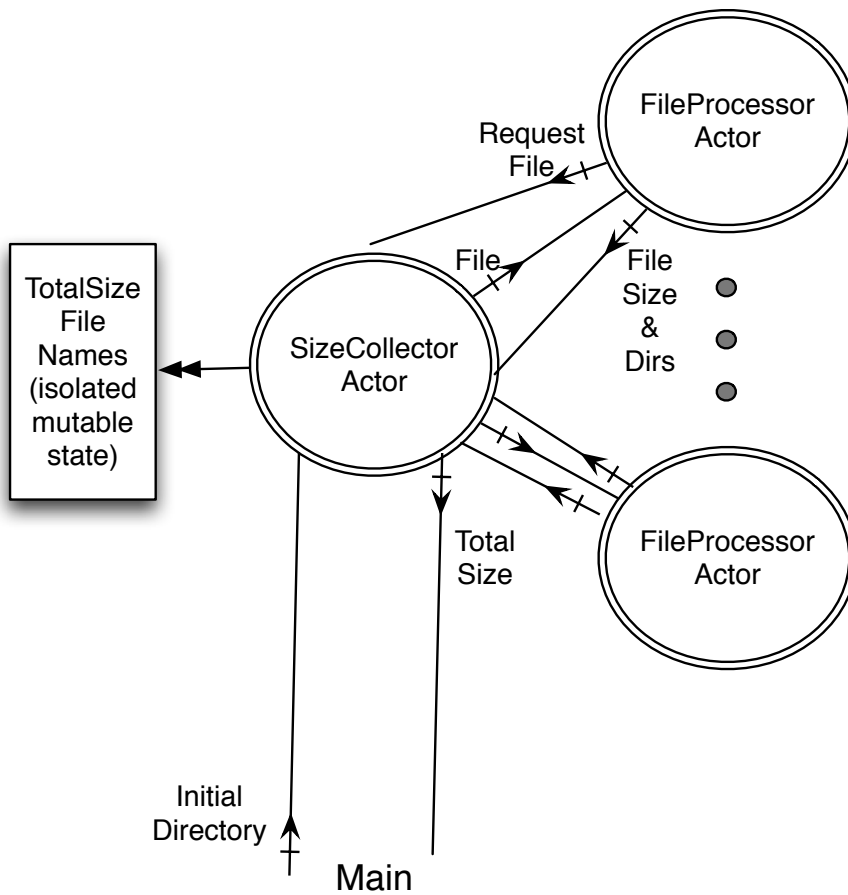 FileProcessor
Actor
Request
File
File
File
Size
&
Dirs
TotalSize
File
Names
(isolated
mutable
state)
SizeCollector
Actor
Total
Size
FileProcessor
Actor
Initial
Directory
Main